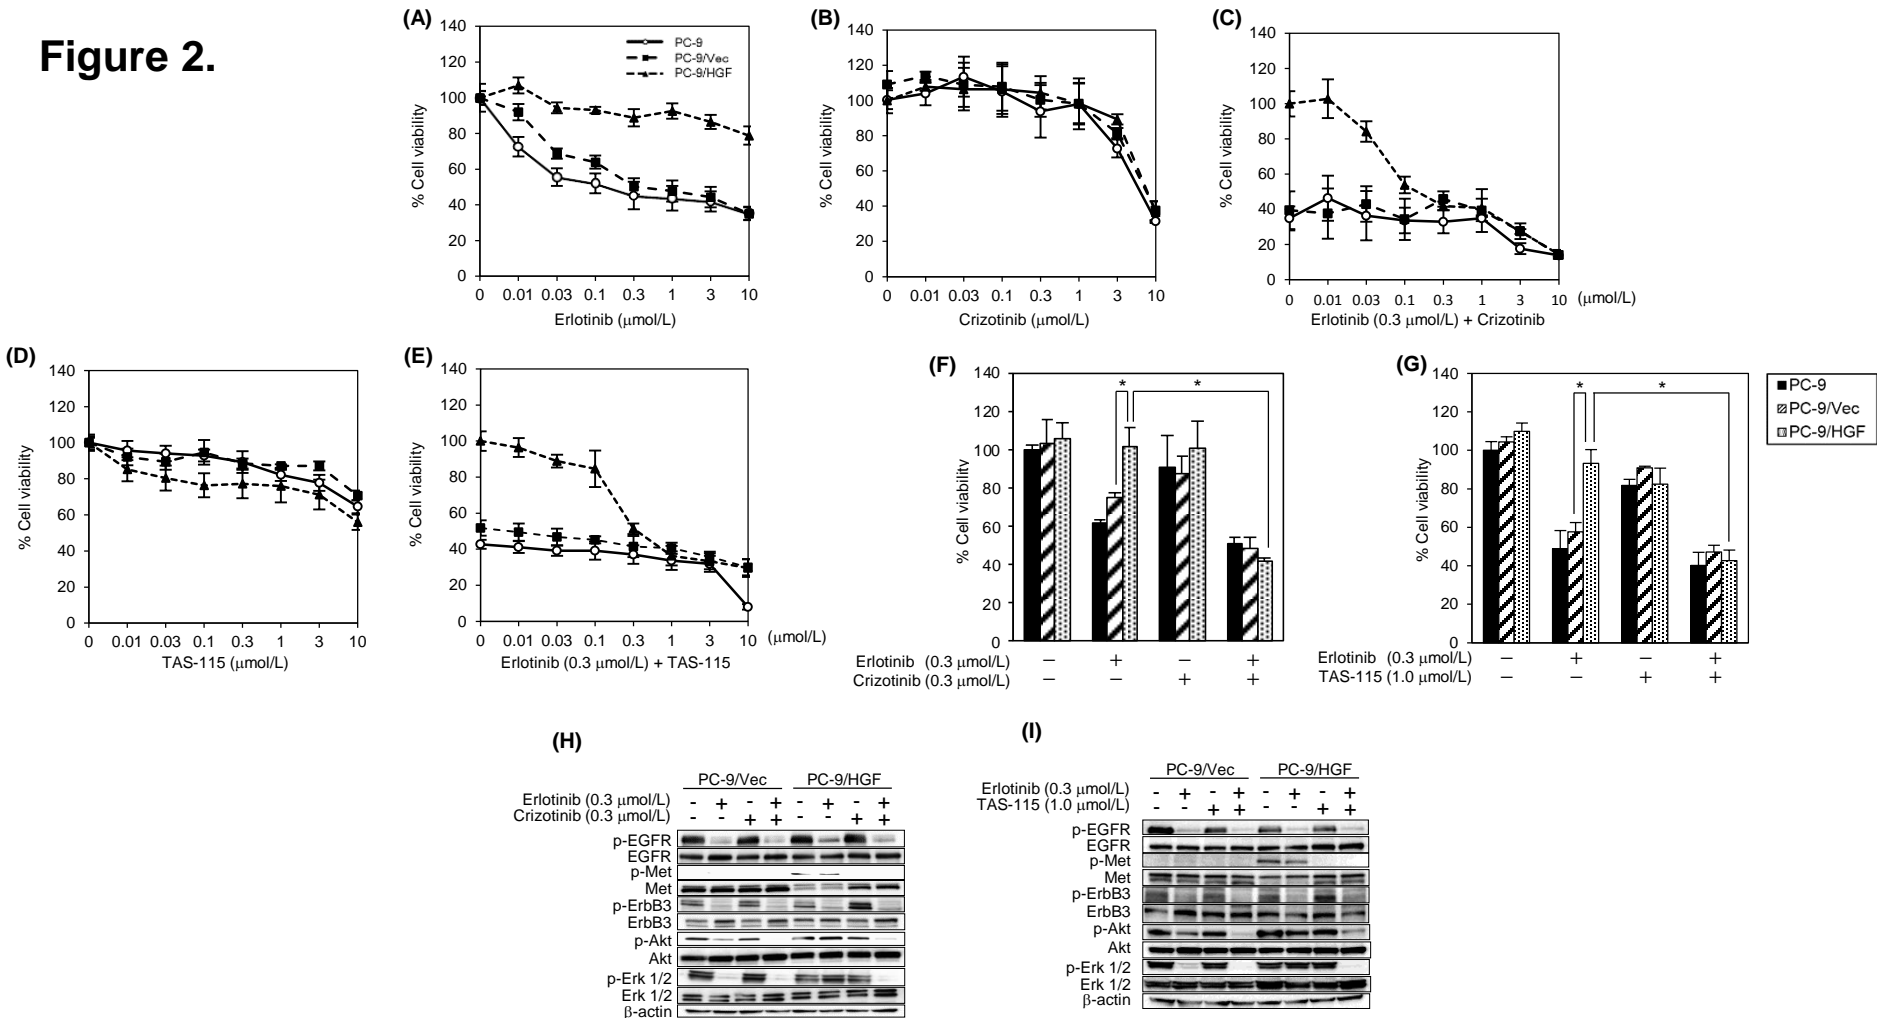 Figure 2.
(A)
140
120
100
80
60
40
20
0
% Cell viability
PC-9
PC-9/Vec
PC-9/HGF
0 0.01 0.03 0.1 0.3 1 3 10
Erlotinib (μmol/L)
(B)
140
120
100
80
60
40
20
0
% Cell viability
0 0.01 0.03 0.1 0.3 1 3 10
Crizotinib (μmol/L)
(C)
140
120
100
80
60
40
20
0
% Cell viability
0 0.01 0.03 0.1 0.3 1 3 10 (μmol/L)
Erlotinib (0.3 μmol/L) + Crizotinib
(D)
140
120
100
80
60
40
20
0
% Cell viability
0 0.01 0.03 0.1 0.3 1 3 10
TAS-115 (μmol/L)
(E)
140
120
100
80
60
40
20
0
% Cell viability
0 0.01 0.03 0.1 0.3 1 3 10 (μmol/L)
Erlotinib (0.3 μmol/L) + TAS-115
(F)
140
120
100
80
60
40
20
0
% Cell viability
* *
Erlotinib (0.3 μmol/L) − + − +
Crizotinib (0.3 μmol/L) − − + +
(G)
140
120
100
80
60
40
20
0
% Cell viability
* *
PC-9
PC-9/Vec
PC-9/HGF
Erlotinib (0.3 μmol/L) − + − +
TAS-115 (1.0 μmol/L) − − + +
(H)
PC-9/Vec PC-9/HGF
Erlotinib (0.3 μmol/L) - + - + - + - +
Crizotinib (0.3 μmol/L) - - + + - - + +
p-EGFR
EGFR
p-Met
Met
p-ErbB3
ErbB3
p-Akt
Akt
p-Erk 1/2
Erk 1/2
β-actin
(I)
PC-9/Vec PC-9/HGF
Erlotinib (0.3 μmol/L) - + - + - + - +
TAS-115 (1.0 μmol/L) - - + + - - + +
p-EGFR
EGFR
p-Met
Met
p-ErbB3
ErbB3
p-Akt
Akt
p-Erk 1/2
Erk 1/2
β-actin